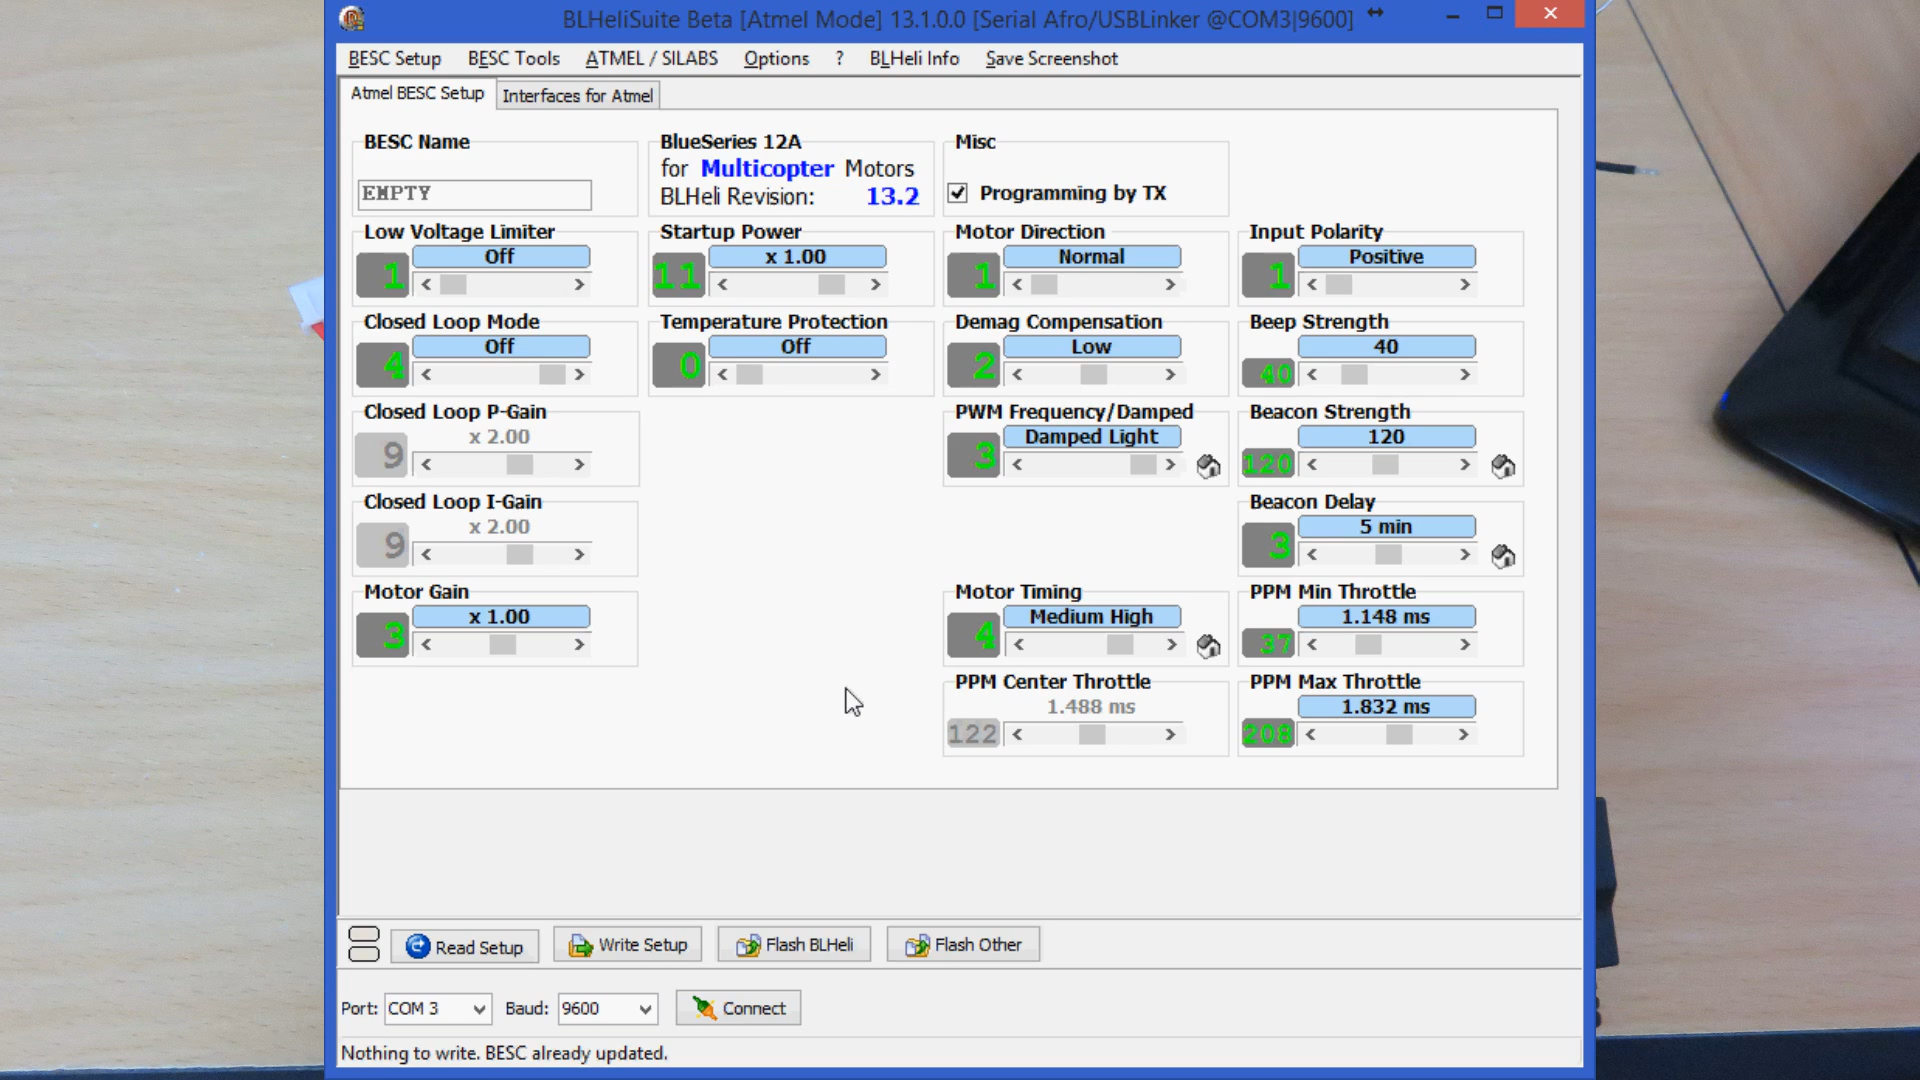 BLHeliSuite Beta [Atmel Mode] 13.1.0.0 [Serial Afro/USBLinker @COM3|9600]
BESC Setup BESC Tools ATMEL / SILABS Options ? BLHeli Info Save Screenshot
Atmel BESC Setup Interfaces for Atmel
BESC Name
EMPTY
BlueSeries 12A
for Multicopter Motors
BLHeli Revision: 13.2
Misc
Programming by TX
Low Voltage Limiter
Off
1
Startup Power
x 1.00
11
Motor Direction
Normal
1
Input Polarity
Positive
1
Closed Loop Mode
Off
4
Temperature Protection
Off
0
Demag Compensation
Low
2
Beep Strength
40
40
Closed Loop P-Gain
x 2.00
9
PWM Frequency/Damped
Damped Light
3
Beacon Strength
120
120
Closed Loop I-Gain
x 2.00
9
Beacon Delay
5 min
3
Motor Gain
x 1.00
3
Motor Timing
Medium High
4
PPM Min Throttle
1.148 ms
37
PPM Center Throttle
1.488 ms
122
PPM Max Throttle
1.832 ms
208
Read Setup Write Setup Flash BLHeli Flash Other
Port: COM 3 Baud: 9600 Connect
Nothing to write. BESC already updated.